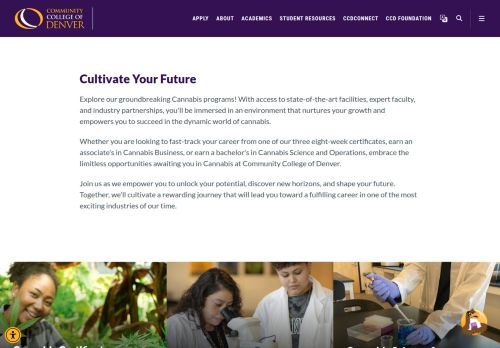 COMMUNITY
COLLEGE OF
DENVER
APPLY ABOUT ACADEMICS STUDENT RESOURCES CCDCONNECT CCD FOUNDATION
Cultivate Your Future
Explore our groundbreaking Cannabis programs! With access to state-of-the-art facilities, expert faculty,
and industry partnerships, you'll be immersed in an environment that nurtures your growth and
empowers you to succeed in the dynamic world of cannabis.
Whether you are looking to fast-track your career from one of our three eight-week certificates, earn an
associate's in Cannabis Business, or earn a bachelor's in Cannabis Science and Operations, embrace the
limitless opportunities awaiting you in Cannabis at Community College of Denver.
Join us as we empower you to unlock your potential, discover new horizons, and shape your future.
Together, we'll cultivate a rewarding journey that will lead you toward a fulfilling career in one of the most
exciting industries of our time.